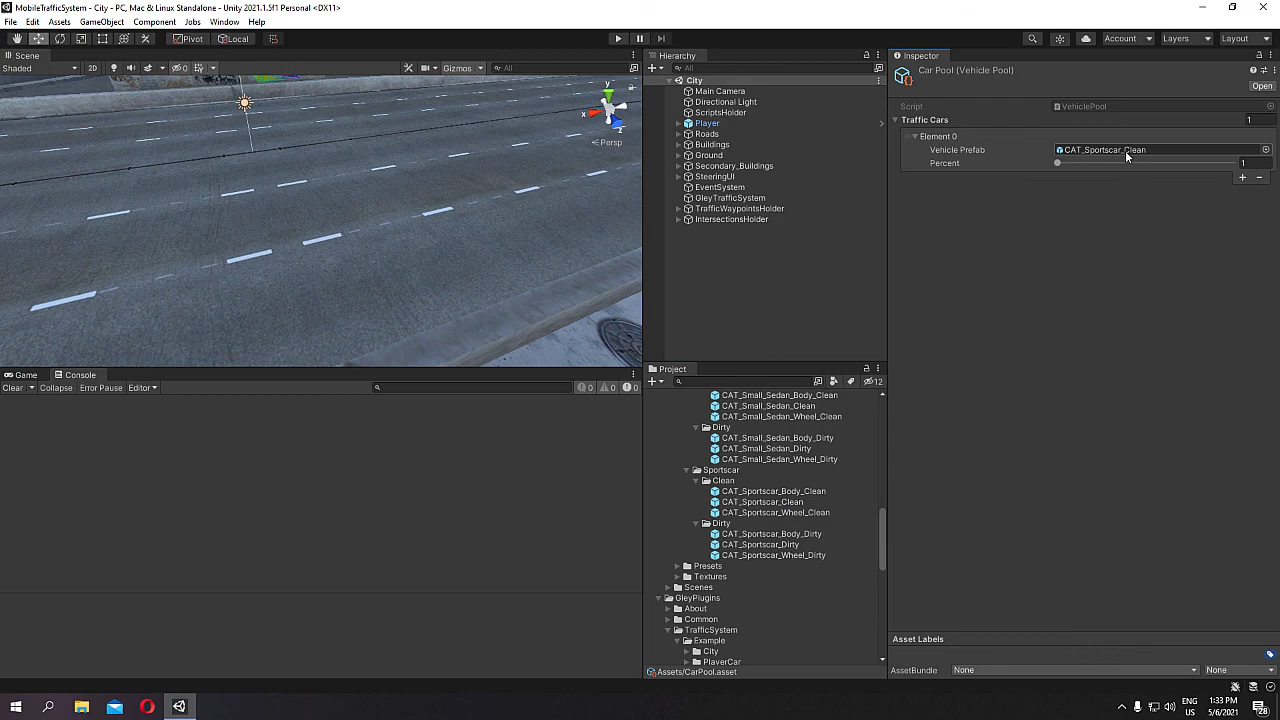 MobileTrafficSystem - City - PC, Mac & Linux Standalone - Unity 2021.1.5f1 Personal <DX11>
File Edit Assets GameObject Component Jobs Window Help
Pivot Local Account Layers Layout
Scene
Shaded 2D 0 Gizmos All
y
x
z
Persp
Game Console
Clear Collapse Error Pause Editor 0 0 0
Hierarchy
All
City
Main Camera
Directional Light
ScriptsHolder
Player
Roads
Buildings
Ground
Secondary_Buildings
SteeringUI
EventSystem
GleyTrafficSystem
TrafficWaypointsHolder
IntersectionsHolder
Project
12
CAT_Small_Sedan_Body_Clean
CAT_Small_Sedan_Clean
CAT_Small_Sedan_Wheel_Clean
Dirty
CAT_Small_Sedan_Body_Dirty
CAT_Small_Sedan_Dirty
CAT_Small_Sedan_Wheel_Dirty
Sportscar
Clean
CAT_Sportscar_Body_Clean
CAT_Sportscar_Clean
CAT_Sportscar_Wheel_Clean
Dirty
CAT_Sportscar_Body_Dirty
CAT_Sportscar_Dirty
CAT_Sportscar_Wheel_Dirty
Presets
Textures
Scenes
GleyPlugins
About
Common
TrafficSystem
Example
City
PlayerCar
Assets/CarPool.asset
Inspector
Car Pool (Vehicle Pool)
Open
Script VehiclePool
Traffic Cars 1
Element 0
Vehicle Prefab CAT_Sportscar_Clean
Percent 1
Asset Labels
AssetBundle None None
ENG 1:33 PM
US 5/6/2021